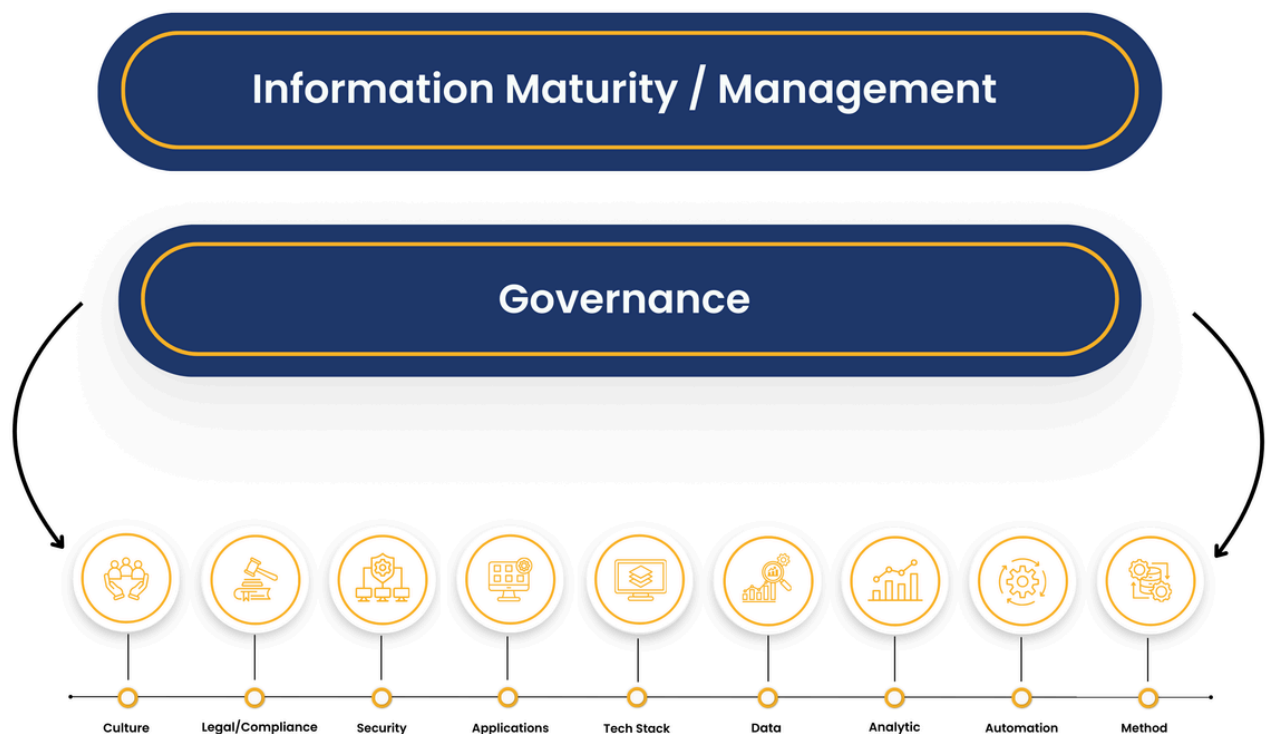 Information Maturity / Management
Governance
Culture
Legal/Compliance
Security
Applications
Tech Stack
Data
Analytic
Automation
Method